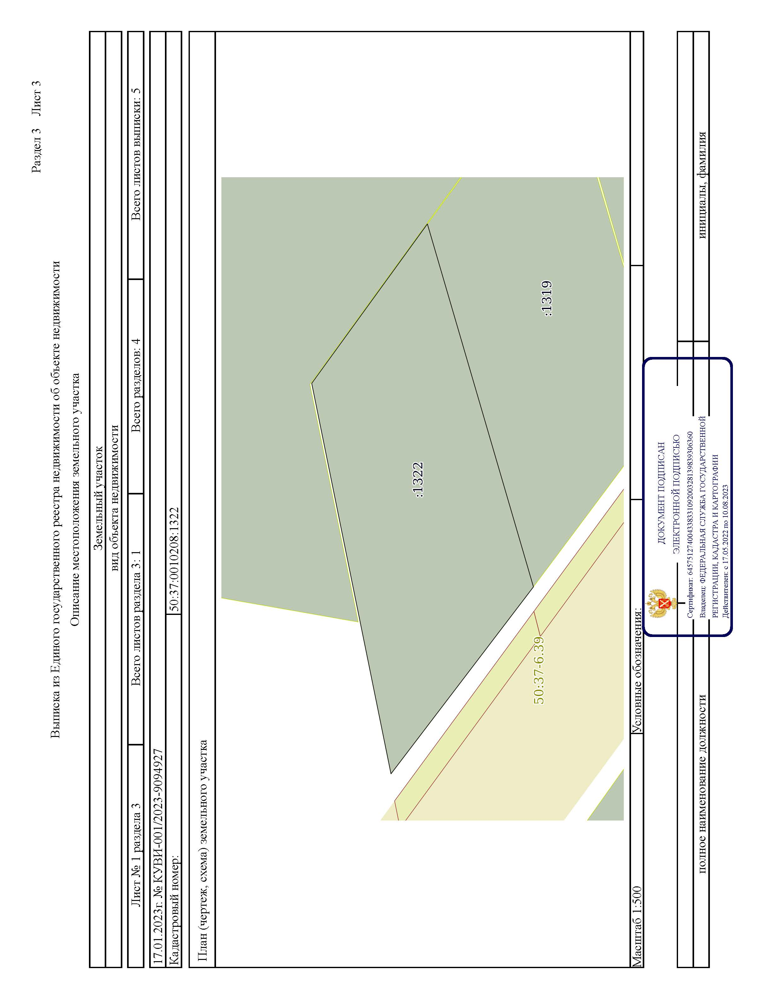 Раздел 3 Лист 3
Выписка из Единого государственного реестра недвижимости об объекте недвижимости
Описание местоположения земельного участка
Земельный участок
вид объекта недвижимости
Лист № 1 раздела 3 Всего листов раздела 3: 1 Всего разделов: 4 Всего листов выписки: 5
17.01.2023г. № КУВИ-001/2023-9094927
Кадастровый номер: 50:37:0010208:1322
План (чертеж, схема) земельного участка
:1322
50:37-6.39
:1319
Масштаб 1:500 Условные обозначения:
ДОКУМЕНТ ПОДПИСАН
ЭЛЕКТРОННОЙ ПОДПИСЬЮ
Сертификат: 64575127400433833109200328139839306360
Владелец: ФЕДЕРАЛЬНАЯ СЛУЖБА ГОСУДАРСТВЕННОЙ
РЕГИСТРАЦИИ, КАДАСТРА И КАРТОГРАФИИ
Действителен: с 17.05.2022 по 10.08.2023
полное наименование должности инициалы, фамилия